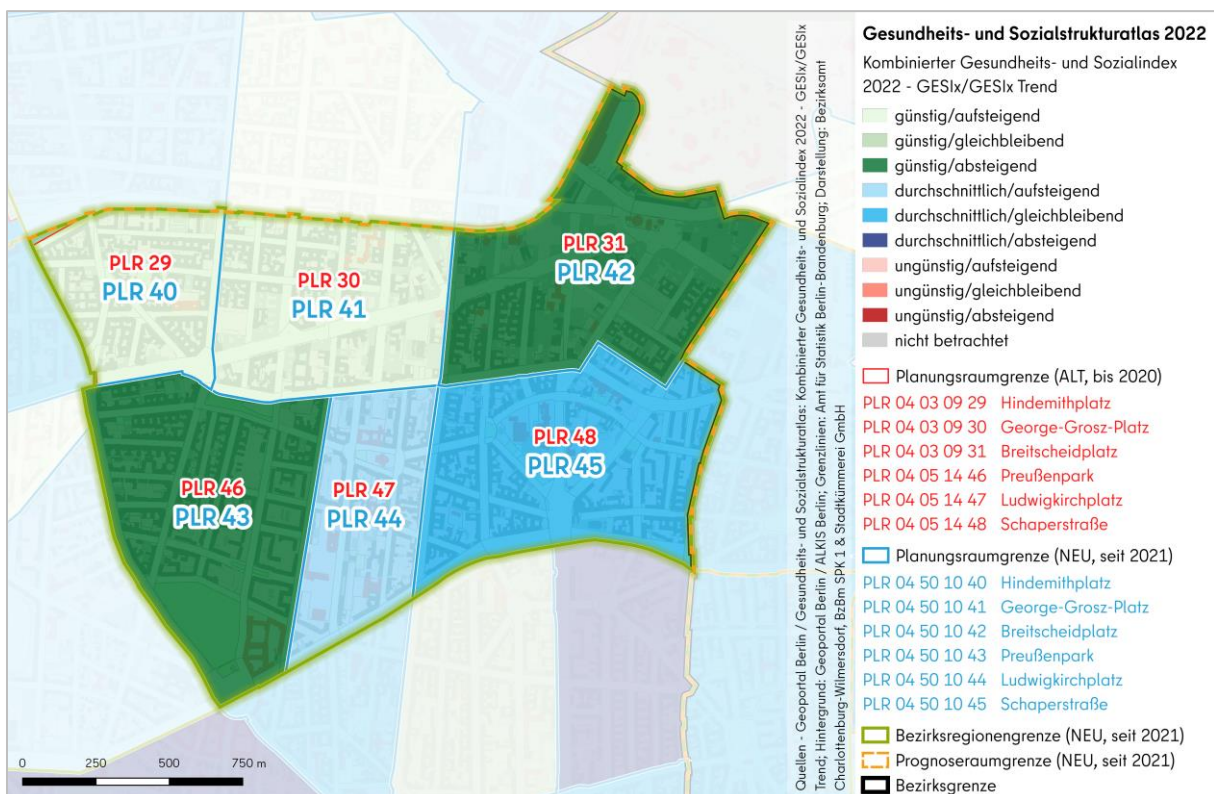 PLR 29
PLR 40
PLR 30
PLR 41
PLR 31
PLR 42
PLR 46
PLR 43
PLR 47
PLR 44
PLR 48
PLR 45
0 250 500 750 m
Quellen - Geoportal Berlin / Gesundheits- und Sozialstrukturatlas: Kombinierter Gesundheits- und Sozialindex 2022 - GESIx/GESIx
Trend; Hintergrund: Geoportal Berlin / ALKIS Berlin; Grenzlinien: Amt für Statistik Berlin-Brandenburg; Darstellung: Bezirksamt
Charlottenburg-Wilmersdorf, BzBm SPK 1 & Stadtkümmerei GmbH
Gesundheits- und Sozialstrukturatlas 2022
Kombinierter Gesundheits- und Sozialindex
2022 - GESIx/GESIx Trend
günstig/aufsteigend
günstig/gleichbleibend
günstig/absteigend
durchschnittlich/aufsteigend
durchschnittlich/gleichbleibend
durchschnittlich/absteigend
ungünstig/aufsteigend
ungünstig/gleichbleibend
ungünstig/absteigend
nicht betrachtet
Planungsraumgrenze (ALT, bis 2020)
PLR 04 03 09 29 Hindemithplatz
PLR 04 03 09 30 George-Grosz-Platz
PLR 04 03 09 31 Breitscheidplatz
PLR 04 05 14 46 Preußenpark
PLR 04 05 14 47 Ludwigkirchplatz
PLR 04 05 14 48 Schaperstraße
Planungsraumgrenze (NEU, seit 2021)
PLR 04 50 10 40 Hindemithplatz
PLR 04 50 10 41 George-Grosz-Platz
PLR 04 50 10 42 Breitscheidplatz
PLR 04 50 10 43 Preußenpark
PLR 04 50 10 44 Ludwigkirchplatz
PLR 04 50 10 45 Schaperstraße
Bezirksregionengrenze (NEU, seit 2021)
Prognoseraumgrenze (NEU, seit 2021)
Bezirksgrenze